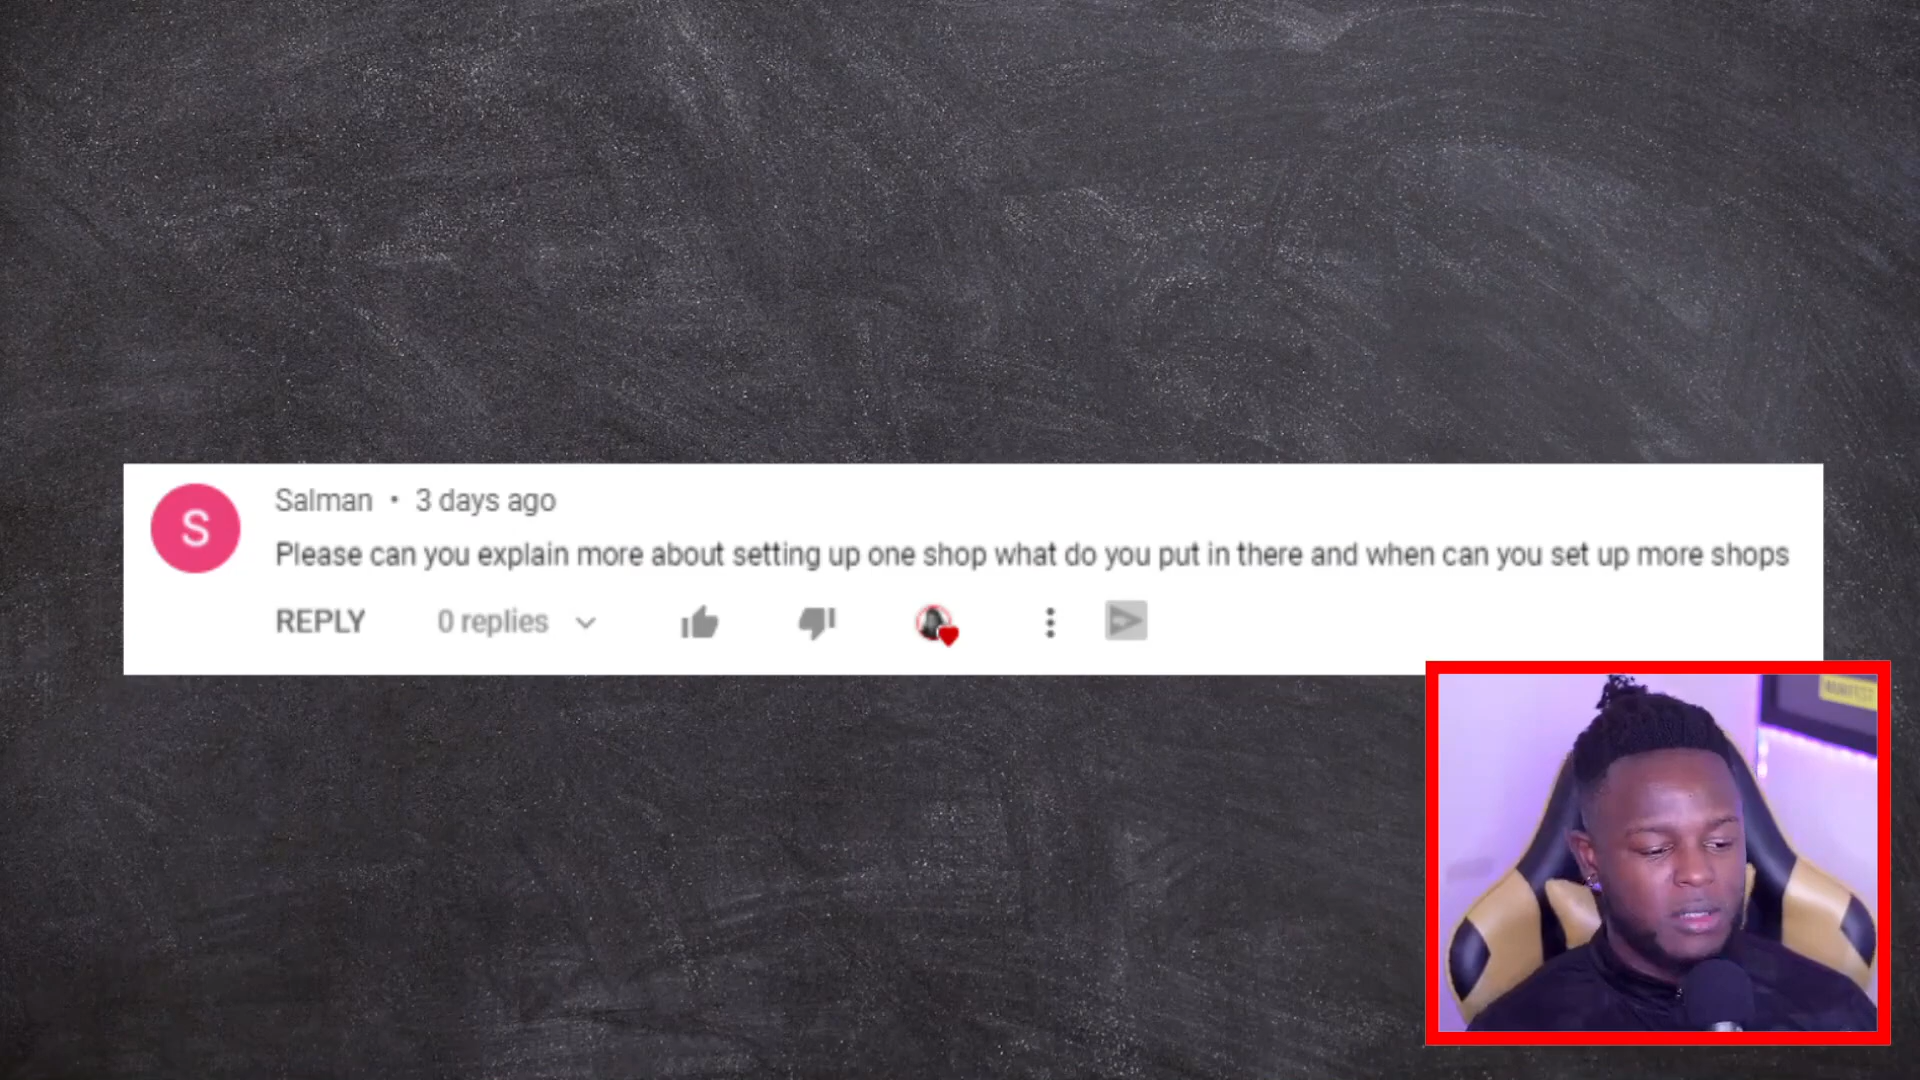 S
Salman • 3 days ago
Please can you explain more about setting up one shop what do you put in there and when can you set up more shops
REPLY 0 replies
MANIFEST